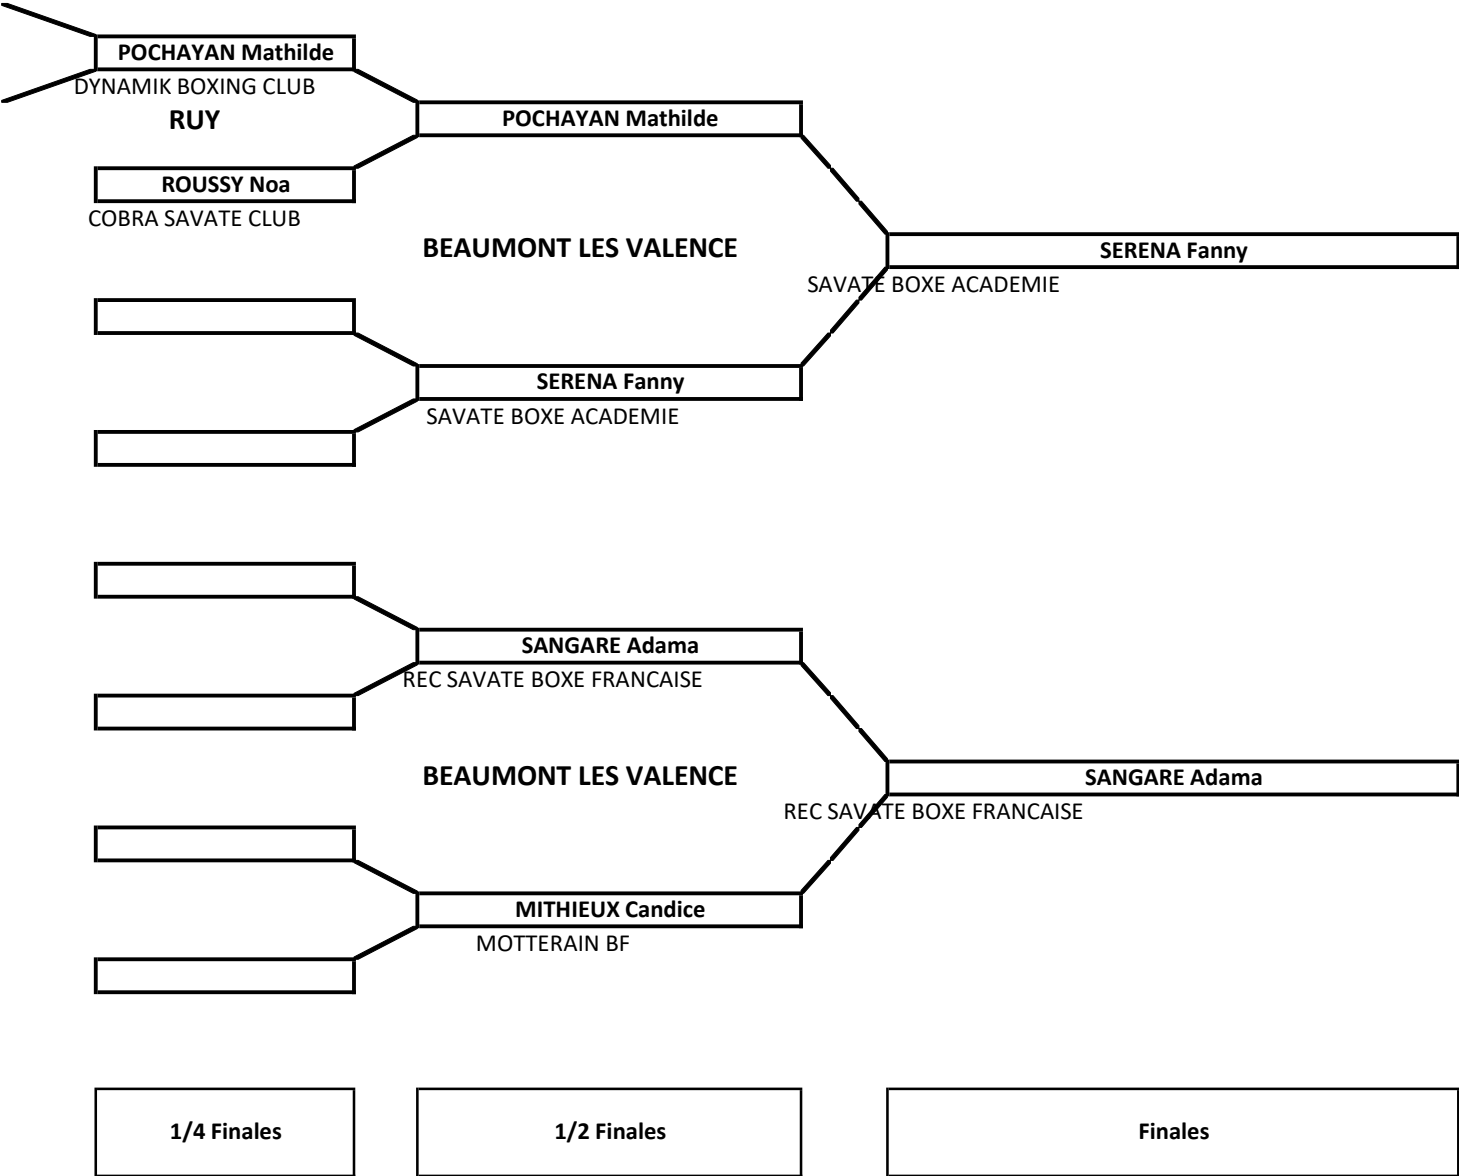 POCHAYAN Mathilde
DYNAMIK BOXING CLUB
RUY
POCHAYAN Mathilde
ROUSSY Noa
COBRA SAVATE CLUB
BEAUMONT LES VALENCE
SERENA Fanny
SAVATE BOXE ACADEMIE
SERENA Fanny
SAVATE BOXE ACADEMIE
SANGARE Adama
REC SAVATE BOXE FRANCAISE
BEAUMONT LES VALENCE
SANGARE Adama
REC SAVATE BOXE FRANCAISE
MITHIEUX Candice
MOTTERAIN BF
1/4 Finales
1/2 Finales
Finales